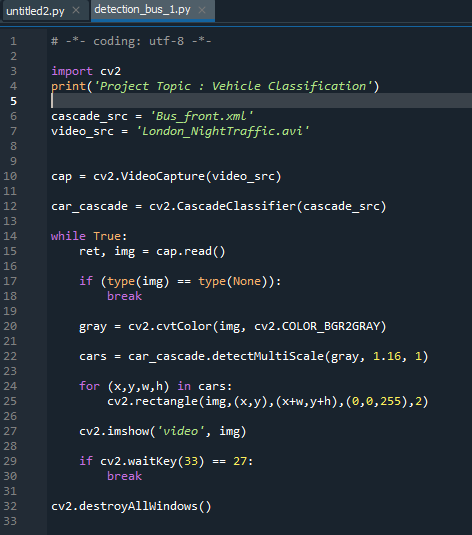 untitled2.py detection_bus_1.py
1 # -*- coding: utf-8 -*-
2
3 import cv2
4 print('Project Topic : Vehicle Classification')
5
6 cascade_src = 'Bus_front.xml'
7 video_src = 'London_NightTraffic.avi'
8
9
10 cap = cv2.VideoCapture(video_src)
11
12 car_cascade = cv2.CascadeClassifier(cascade_src)
13
14 while True:
15     ret, img = cap.read()
16
17     if (type(img) == type(None)):
18         break
19
20     gray = cv2.cvtColor(img, cv2.COLOR_BGR2GRAY)
21
22     cars = car_cascade.detectMultiScale(gray, 1.16, 1)
23
24     for (x,y,w,h) in cars:
25         cv2.rectangle(img,(x,y),(x+w,y+h),(0,0,255),2)
26
27     cv2.imshow('video', img)
28
29     if cv2.waitKey(33) == 27:
30         break
31
32 cv2.destroyAllWindows()
33